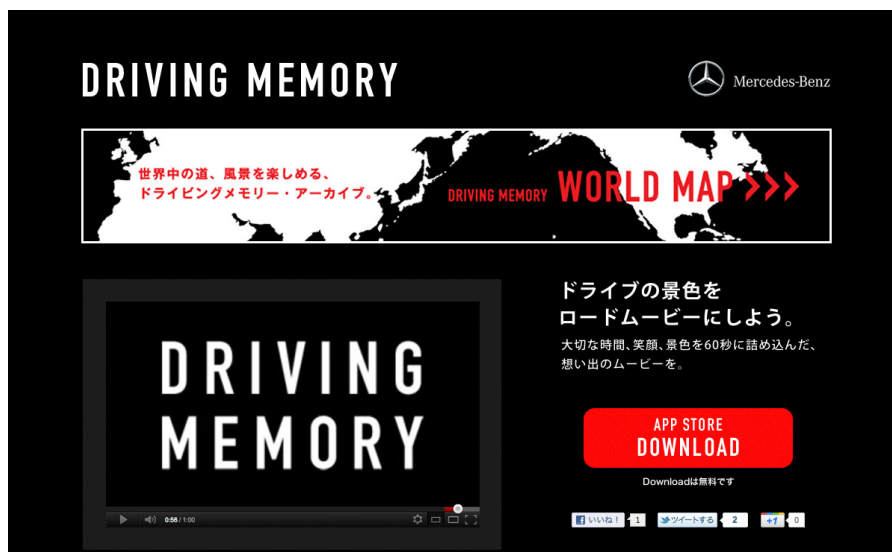 DRIVING MEMORY
Mercedes-Benz
世界中の道、風景を楽しめる、
ドライビングメモリー・アーカイブ。
DRIVING MEMORY WORLD MAP >>>
DRIVING
MEMORY
0:56 / 1:00
ドライブの景色を
ロードムービーにしよう。
大切な時間、笑顔、景色を60秒に詰め込んだ、
想い出のムービーを。
APP STORE
DOWNLOAD
Downloadは無料です
いいね！ 1 ツイートする 2 +1 0